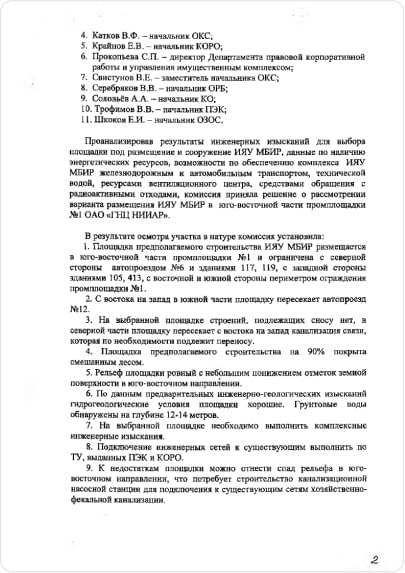 4. Катков В.Ф. – начальник ОКС;
5. Крайнов Е.В. – начальник КОРО;
6. Прокопьева С.П. – директор Департамента правовой корпоративной
работы и управления имущественным комплексом;
7. Свистунов В.Е. – заместитель начальника ОКС;
8. Серебряков В.В. – начальник ОРБ;
9. Соловьёв А.А. – начальник КО;
10. Трофимов В.В. – начальник ПЭК;
11. Шкоков Е.И. – начальник ОЗОС.
Проанализировав результаты инженерных изысканий для выбора
площадки под размещение и сооружение ИЯУ МБИР, данные по наличию
энергетических ресурсов, возможности по обеспечению комплекса ИЯУ
МБИР железнодорожным и автомобильным транспортом, технической
водой, ресурсами вентиляционного центра, средствами обращения с
радиоактивными отходами, комиссия приняла решение о рассмотрении
варианта размещения ИЯУ МБИР в юго-восточной части промплощадки
№1 ОАО «ГНЦ НИИАР».
В результате осмотра участка в натуре комиссия установила:
1. Площадка предполагаемого строительства ИЯУ МБИР размещается
в юго-восточной части промплощадки №1 и ограничена с северной
стороны автопроездом №6 и зданиями 117, 119, с западной стороны
зданиями 105, 413, с восточной и южной стороны периметром ограждения
промплощадки №1.
2. С востока на запад в южной части площадку пересекает автопроезд
№12.
3. На выбранной площадке строений, подлежащих сносу нет, в
северной части площадку пересекает с востока на запад канализация связи,
которая по необходимости подлежит переносу.
4. Площадка предполагаемого строительства на 90% покрыта
смешанным лесом.
5. Рельеф площадки ровный с небольшим понижением отметок земной
поверхности в юго-восточном направлении.
6. По данным предварительных инженерно-геологических изысканий
гидрогеологические условия площадки хорошие. Грунтовые воды
обнаружены на глубине 12-14 метров.
7. На выбранной площадке необходимо выполнить комплексные
инженерные изыскания.
8. Подключение инженерных сетей к существующим выполнить по
ТУ, выданных ПЭК и КОРО.
9. К недостаткам площадки можно отнести спад рельефа в юго-
восточном направлении, что потребует строительство канализационной
насосной станции для подключения к существующим сетям хозяйственно-
фекальной канализации.
2